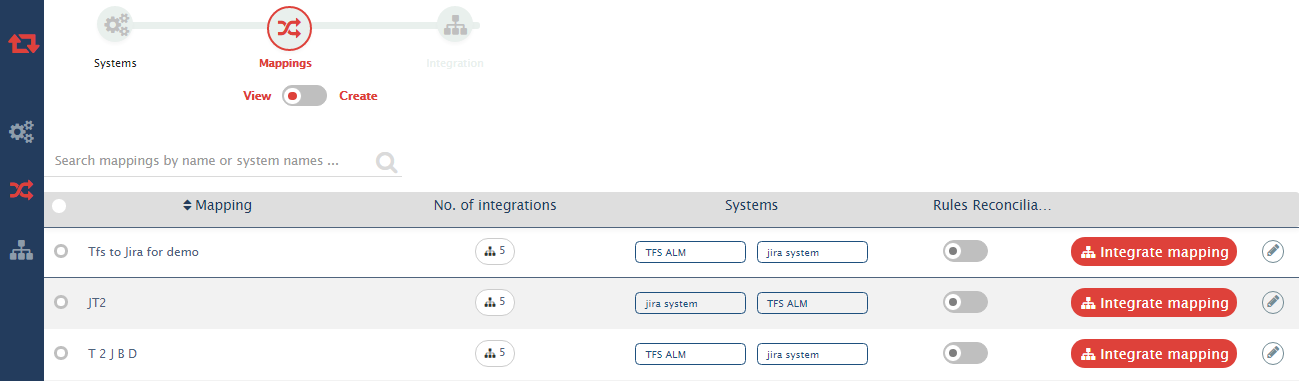 Systems
Mappings
Integration
View Create
Search mappings by name or system names ...
Mapping No. of integrations Systems Rules Reconcilia...
Tfs to Jira for demo 5 TFS ALM jira system Integrate mapping
JT2 5 jira system TFS ALM Integrate mapping
T 2 J B D 5 TFS ALM jira system Integrate mapping